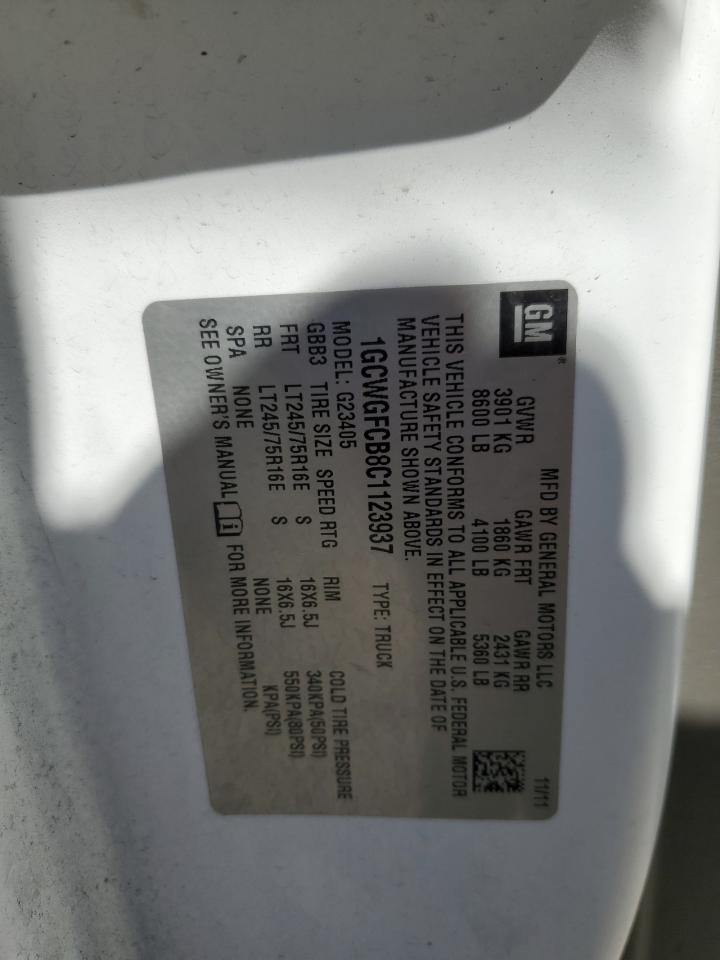 GM®
MFD BY GENERAL MOTORS LLC 11/11
GVWR GAWR FRT GAWR RR
3901 KG 1860 KG 2431 KG
8600 LB 4100 LB 5360 LB
THIS VEHICLE CONFORMS TO ALL APPLICABLE U.S. FEDERAL MOTOR
VEHICLE SAFETY STANDARDS IN EFFECT ON THE DATE OF
MANUFACTURE SHOWN ABOVE.
1GCWGFCB8C1123937 TYPE: TRUCK
MODEL: G23405
GBB3 TIRE SIZE SPEED RTG RIM COLD TIRE PRESSURE
FRT LT245/75R16E S 16X6.5J 340KPA(50PSI)
RR LT245/75R16E S 16X6.5J 550KPA(80PSI)
SPA NONE NONE KPA(PSI)
SEE OWNER'S MANUAL FOR MORE INFORMATION.